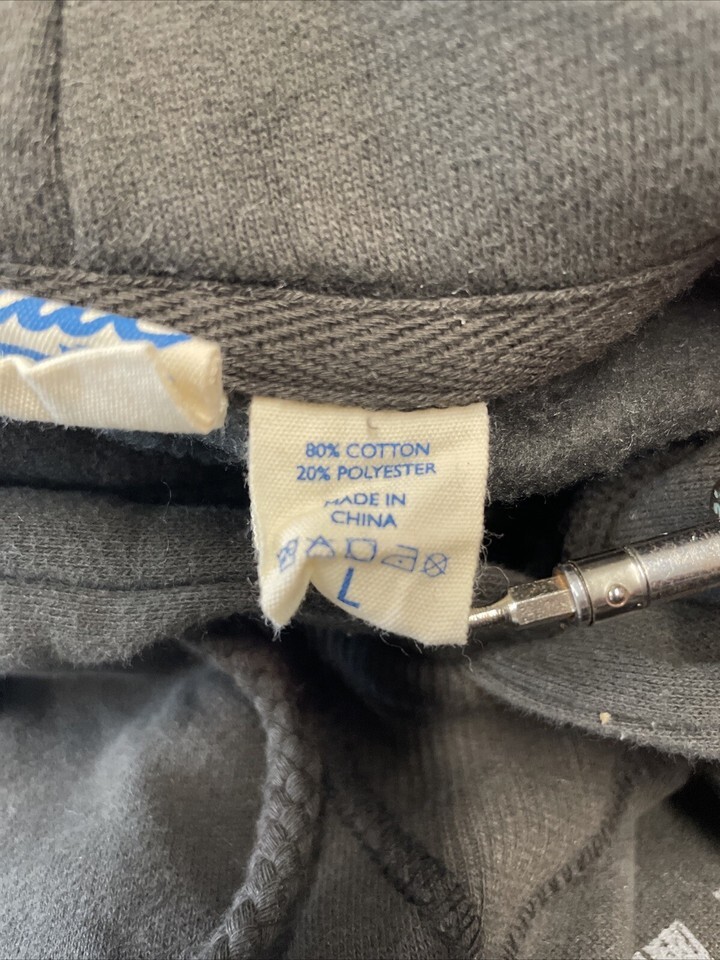 80% COTTON
20% POLYESTER
MADE IN
CHINA
L